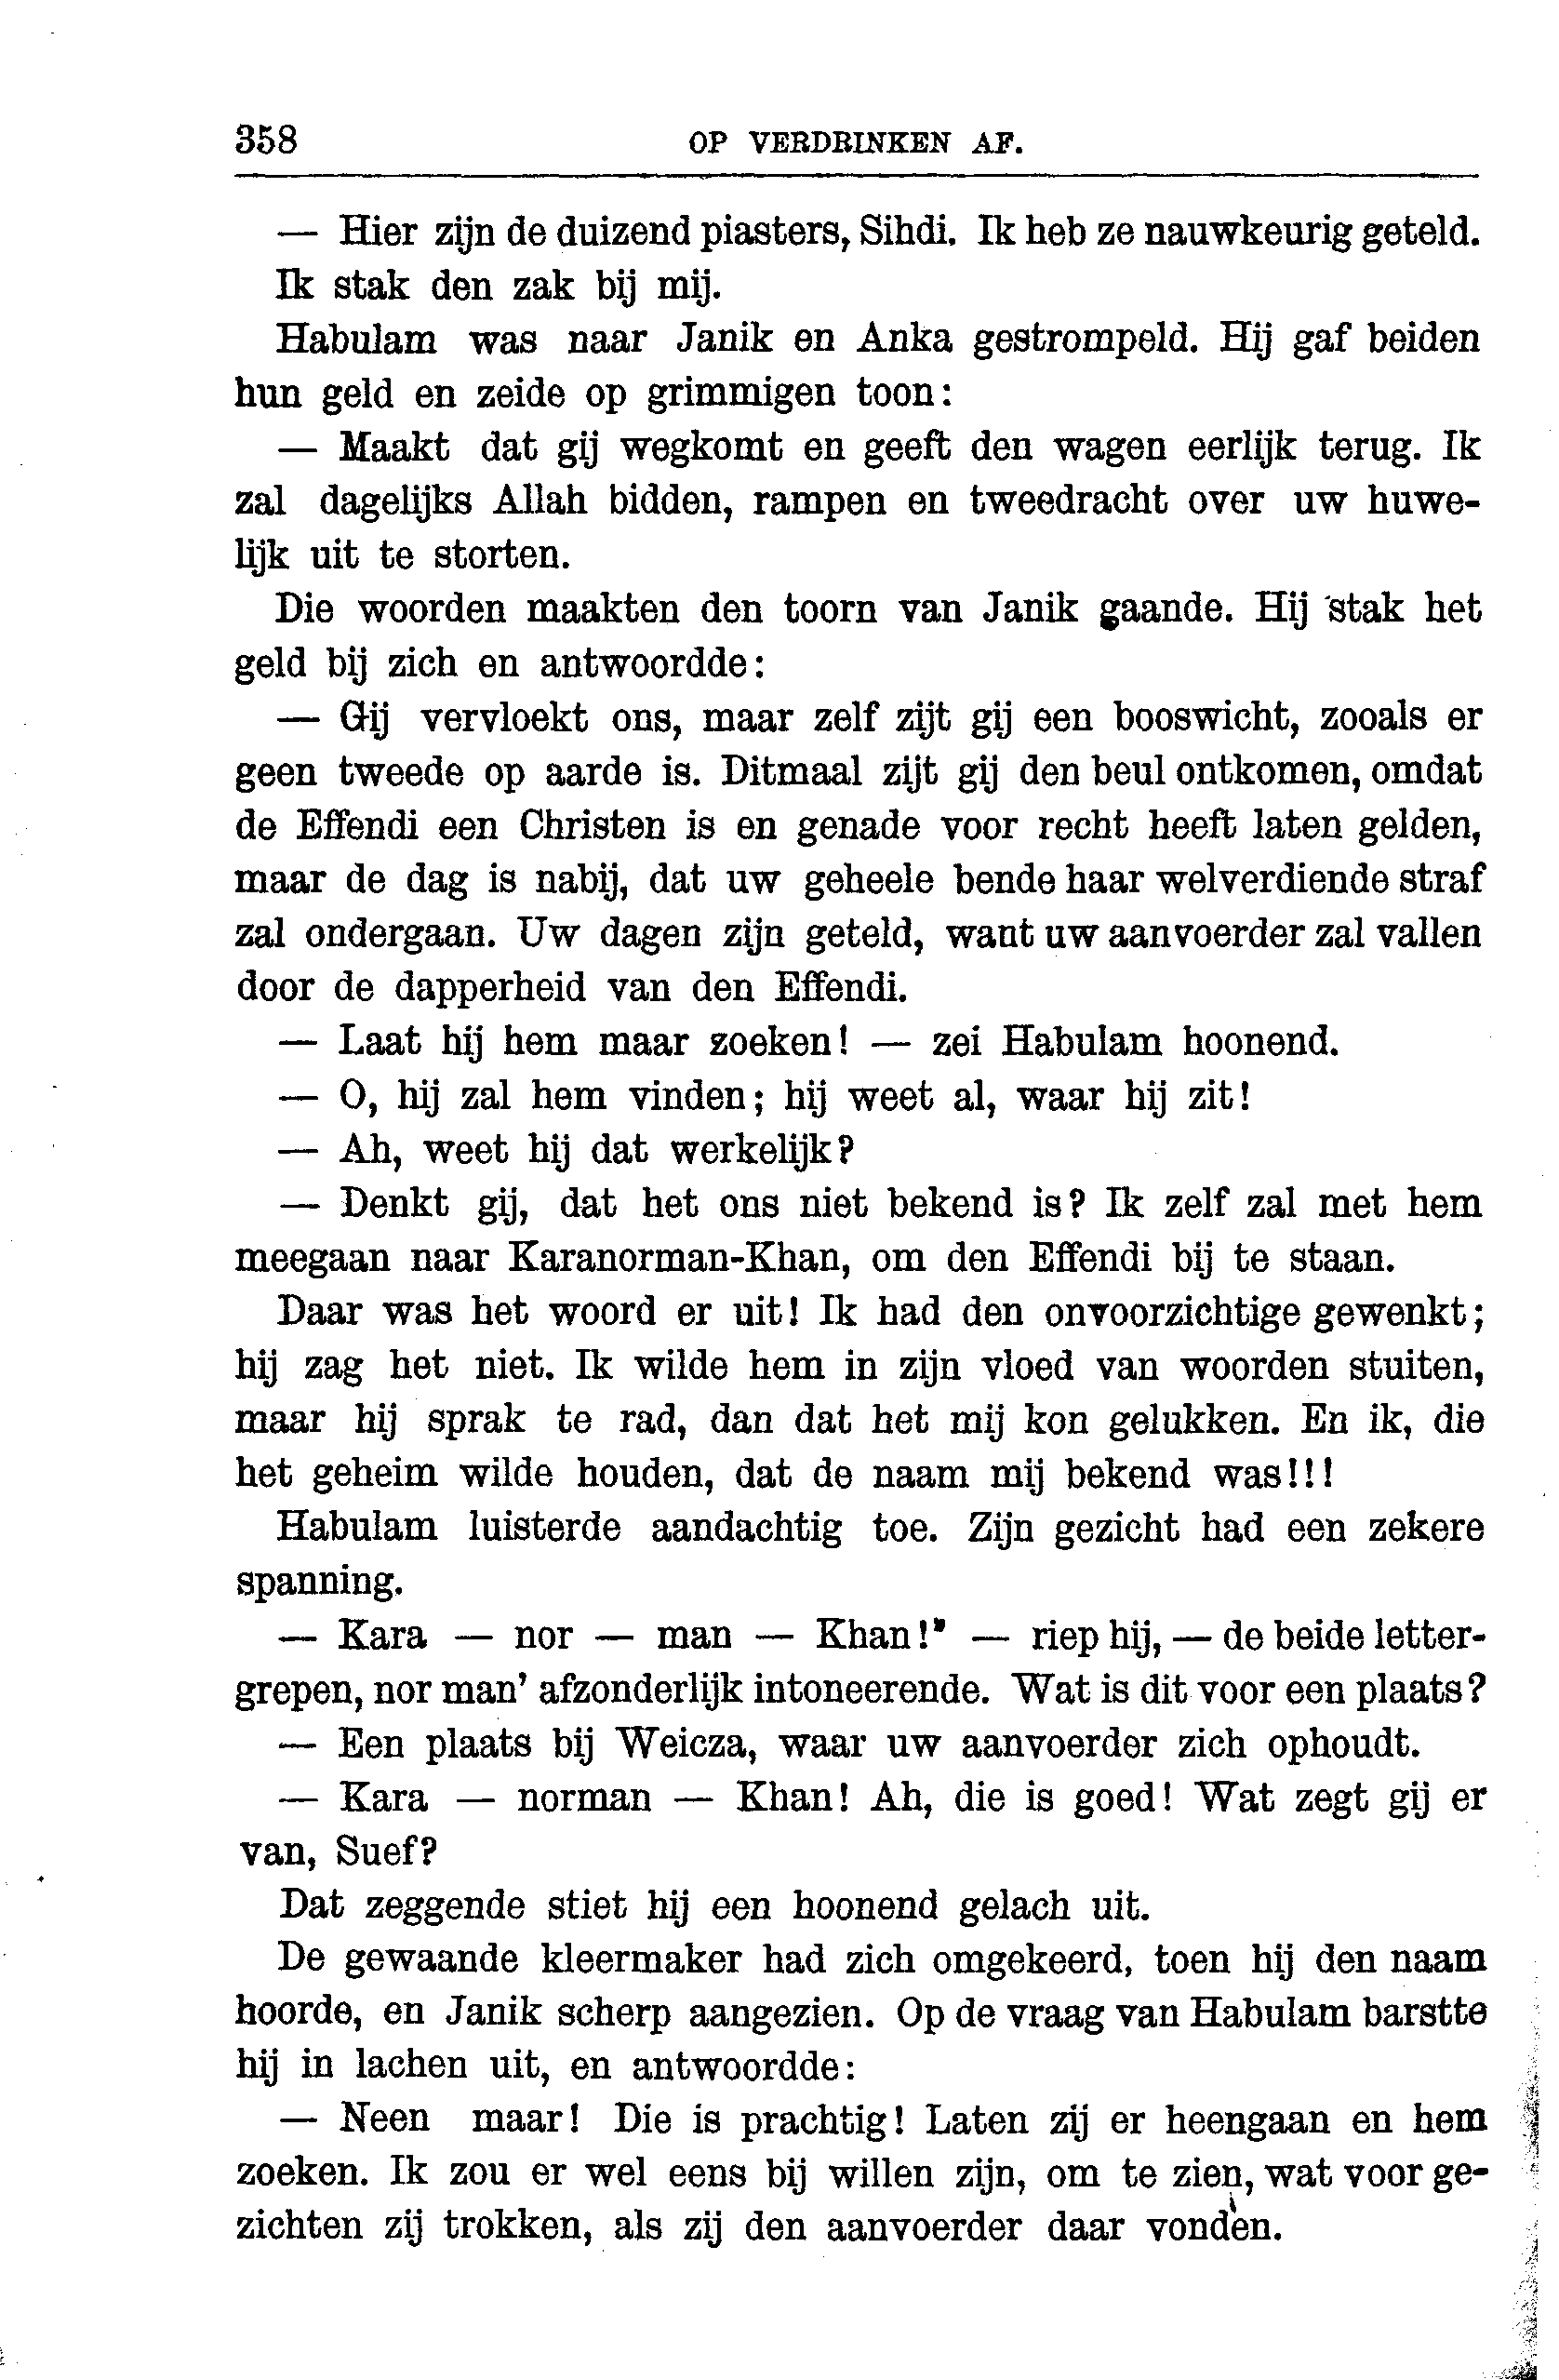 358 OP VERDRINKEN AF.
— Hier zijn de duizend piasters, Sihdi. Ik heb ze nauwkeurig geteld.
Ik stak den zak bij mij.
Habulam was naar Janik en Anka gestrompeld. Hij gaf beiden
hun geld en zeide op grimmigen toon:
— Maakt dat gij wegkomt en geeft den wagen eerlijk terug. Ik
zal dagelijks Allah bidden, rampen en tweedracht over uw huwe-
lijk uit te storten.
Die woorden maakten den toorn van Janik gaande. Hij stak het
geld bij zich en antwoordde:
— Gij vervloekt ons, maar zelf zijt gij een booswicht, zooals er
geen tweede op aarde is. Ditmaal zijt gij den beul ontkomen, omdat
de Effendi een Christen is en genade voor recht heeft laten gelden,
maar de dag is nabij, dat uw geheele bende haar welverdiende straf
zal ondergaan. Uw dagen zijn geteld, want uw aanvoerder zal vallen
door de dapperheid van den Effendi.
— Laat hij hem maar zoeken! — zei Habulam hoonend.
— O, hij zal hem vinden; hij weet al, waar hij zit!
— Ah, weet hij dat werkelijk?
— Denkt gij, dat het ons niet bekend is? Ik zelf zal met hem
meegaan naar Karanorman-Khan, om den Effendi bij te staan.
Daar was het woord er uit! Ik had den onvoorzichtige gewenkt;
hij zag het niet. Ik wilde hem in zijn vloed van woorden stuiten,
maar hij sprak te rad, dan dat het mij kon gelukken. En ik, die
het geheim wilde houden, dat de naam mij bekend was!!!
Habulam luisterde aandachtig toe. Zijn gezicht had een zekere
spanning.
— Kara — nor — man — Khan!" — riep hij, — de beide letter-
grepen, nor man' afzonderlijk intoneerende. Wat is dit voor een plaats?
— Een plaats bij Weicza, waar uw aanvoerder zich ophoudt.
— Kara — norman — Khan! Ah, die is goed! Wat zegt gij er
van, Suef?
Dat zeggende stiet hij een hoonend gelach uit.
De gewaande kleermaker had zich omgekeerd, toen hij den naam
hoorde, en Janik scherp aangezien. Op de vraag van Habulam barstte
hij in lachen uit, en antwoordde:
— Neen maar! Die is prachtig! Laten zij er heengaan en hem
zoeken. Ik zou er wel eens bij willen zijn, om te zien, wat voor ge-
zichten zij trokken, als zij den aanvoerder daar vonden.